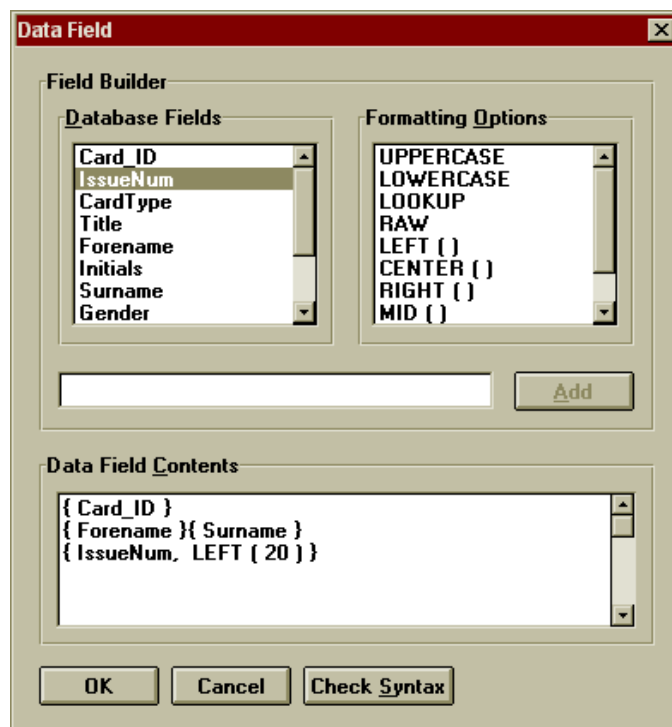 Data Field
Field Builder
Database Fields
Card_ID
IssueNum
CardType
Title
Forename
Initials
Surname
Gender
Formatting Options
UPPERCASE
LOWERCASE
LOOKUP
RAW
LEFT ( )
CENTER ( )
RIGHT ( )
MID ( )
Add
Data Field Contents
{ Card_ID }
{ Forename }{ Surname }
{ IssueNum,  LEFT ( 20 ) }
OK
Cancel
Check Syntax